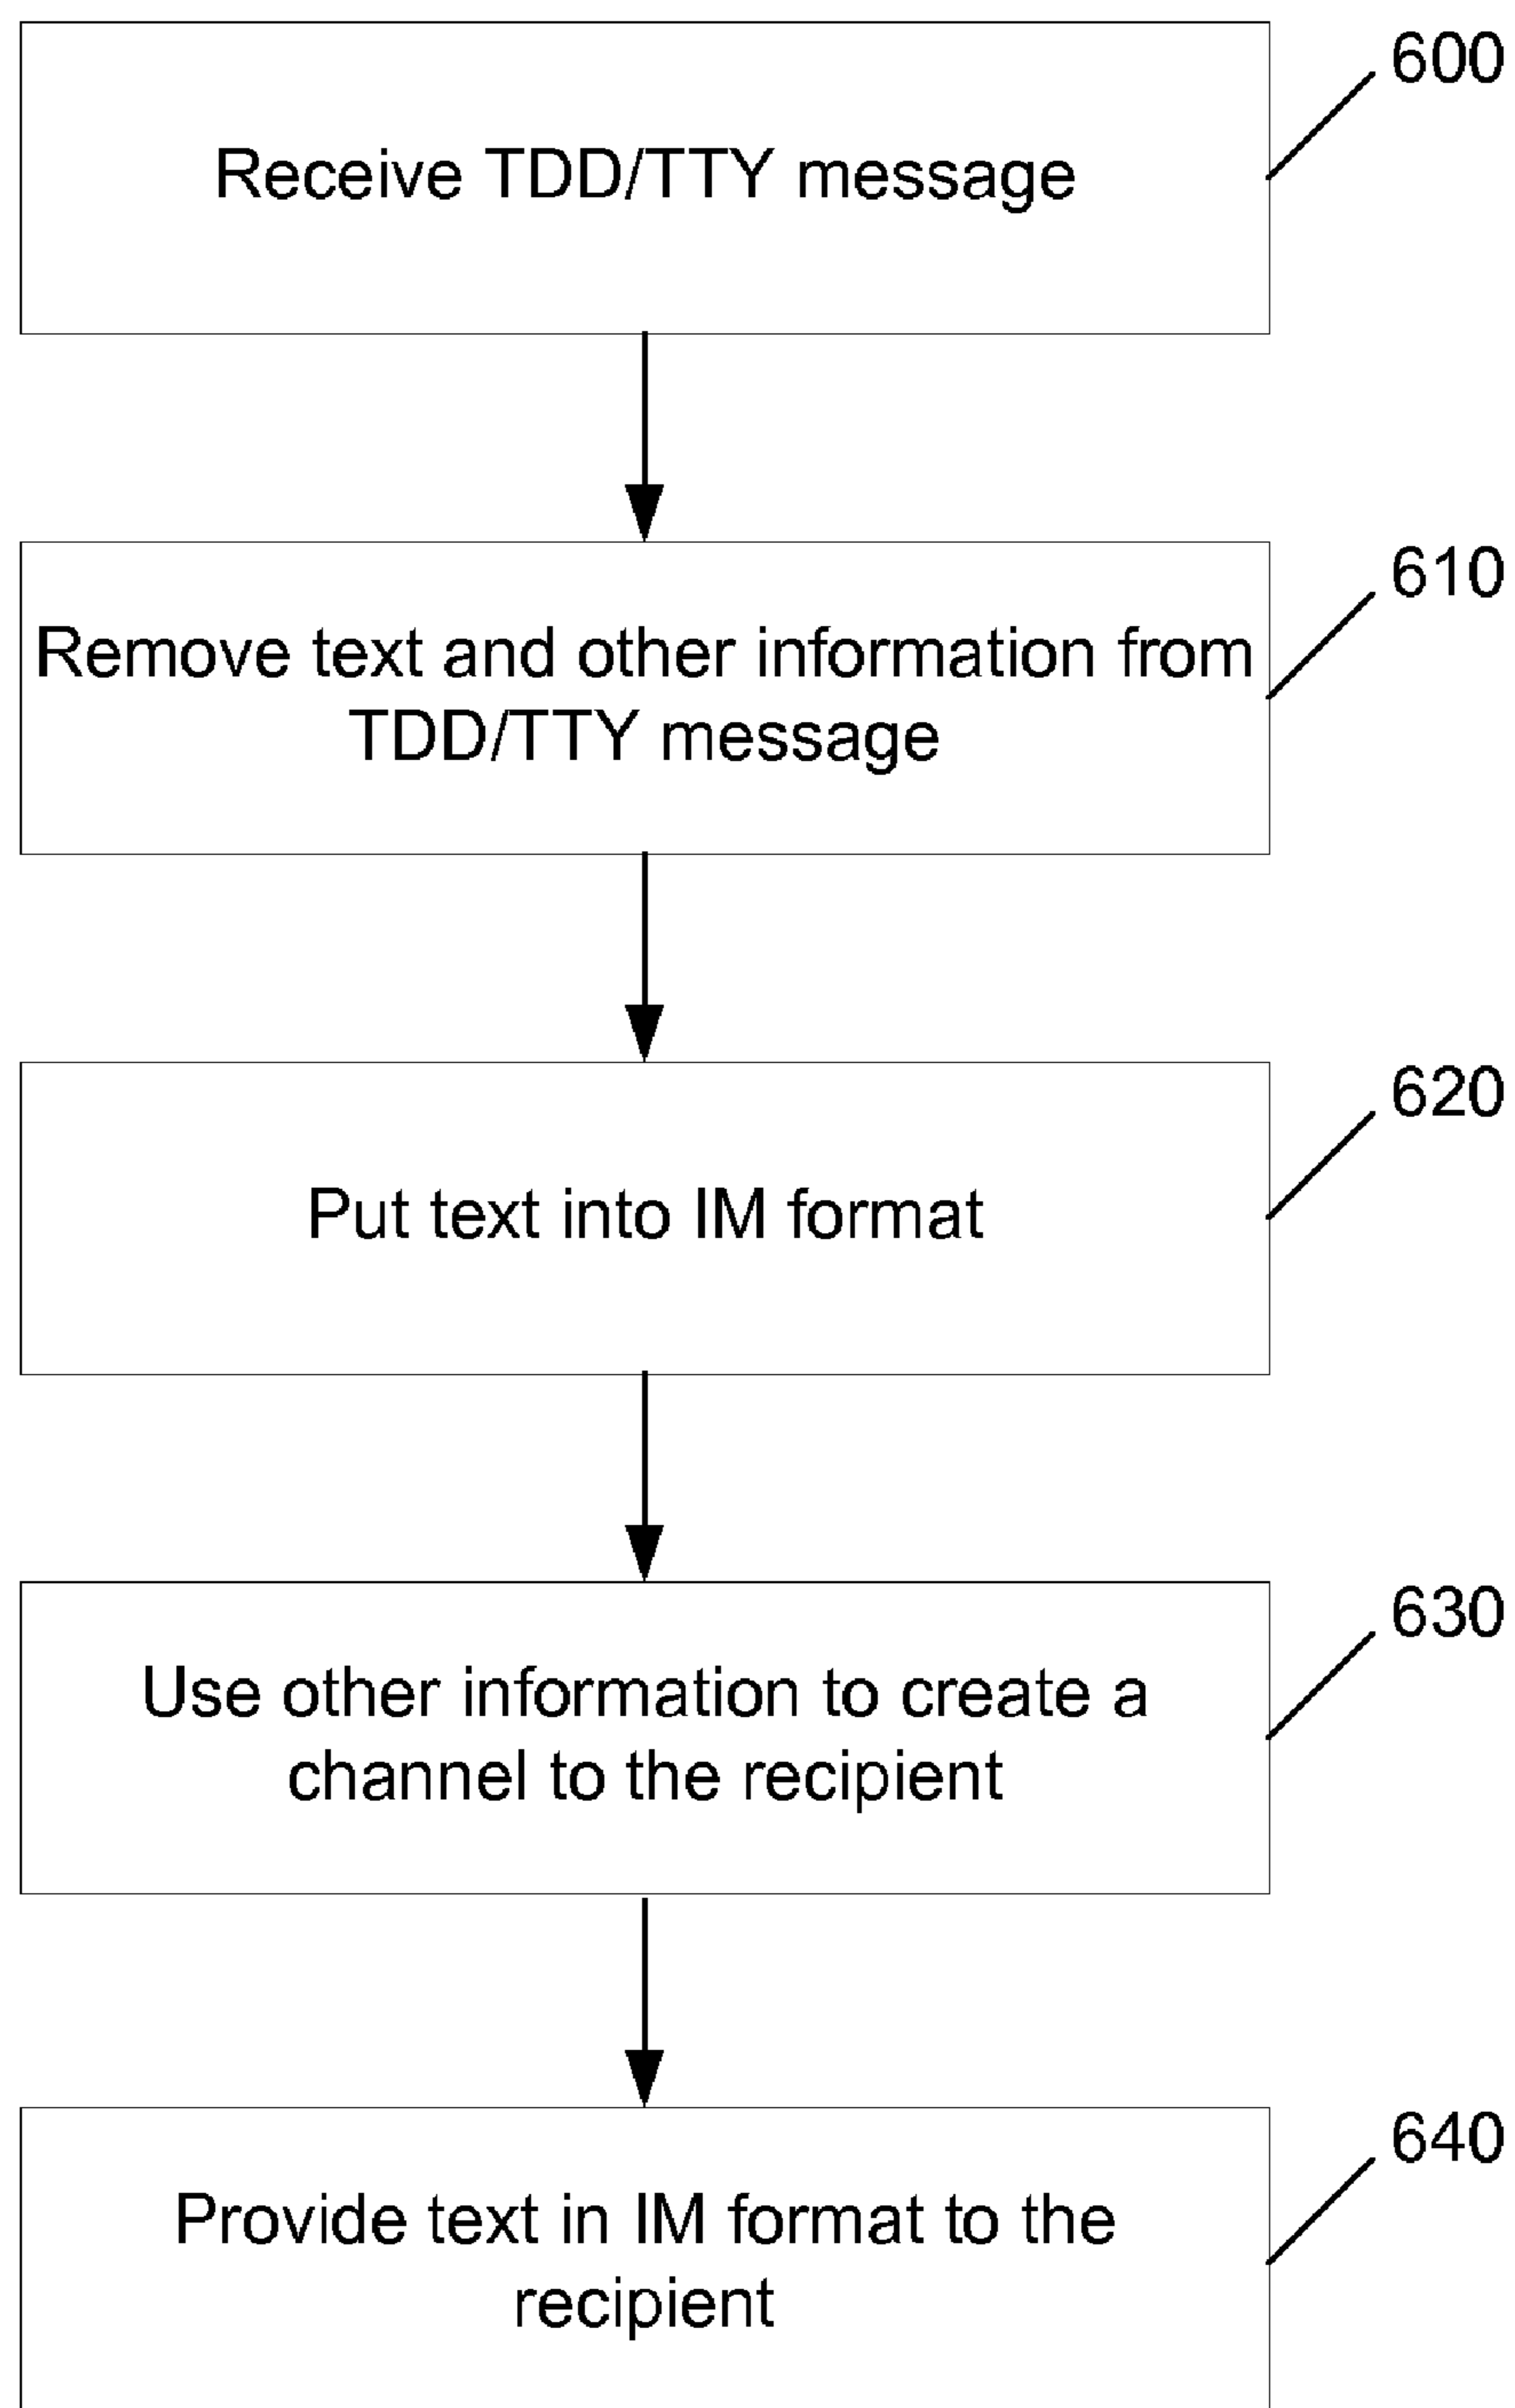 600
Receive TDD/TTY message
610
Remove text and other information from
TDD/TTY message
620
Put text into IM format
630
Use other information to create a
channel to the recipient
640
Provide text in IM format to the
recipient